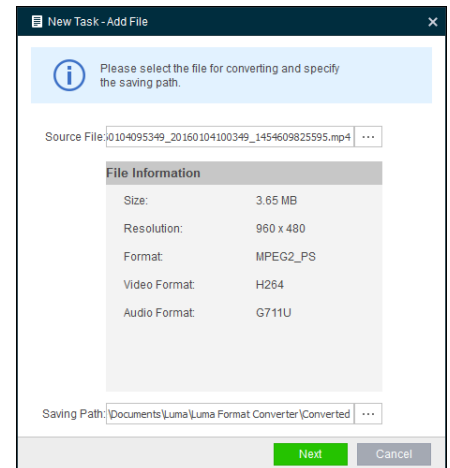 New Task - Add File
Please select the file for converting and specify
the saving path.
Source File: 0104095349_20160104100349_1454609825595.mp4 ...
File Information
Size: 3.65 MB
Resolution: 960 x 480
Format: MPEG2_PS
Video Format: H264
Audio Format: G711U
Saving Path: \Documents\Luma\Luma Format Converter\Converted ...
Next Cancel